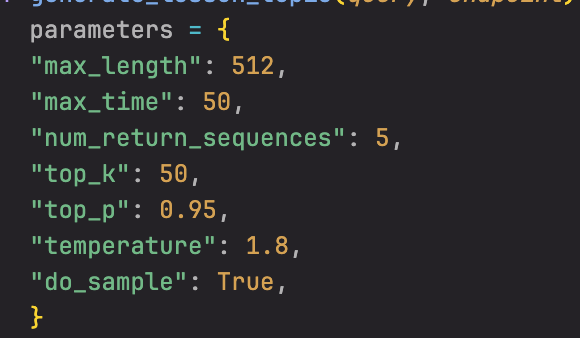 parameters = {
"max_length": 512,
"max_time": 50,
"num_return_sequences": 5,
"top_k": 50,
"top_p": 0.95,
"temperature": 1.8,
"do_sample": True,
}